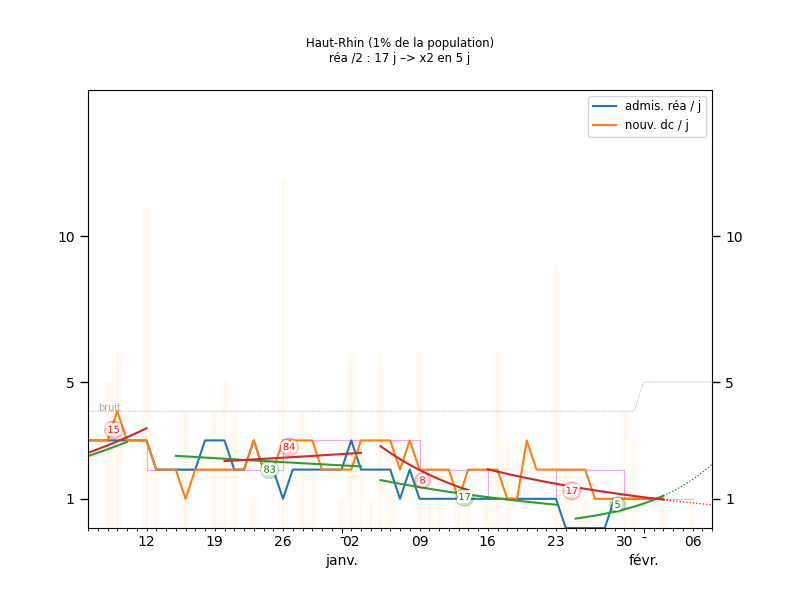 Haut-Rhin (1% de la population)
réa /2 : 17 j –> x2 en 5 j
admis. réa / j
nouv. dc / j
10 10
5 5
bruit
15
84
83
8
17
17
5
1 1
12 19 26 02 09 16 23 30 06
janv. févr.